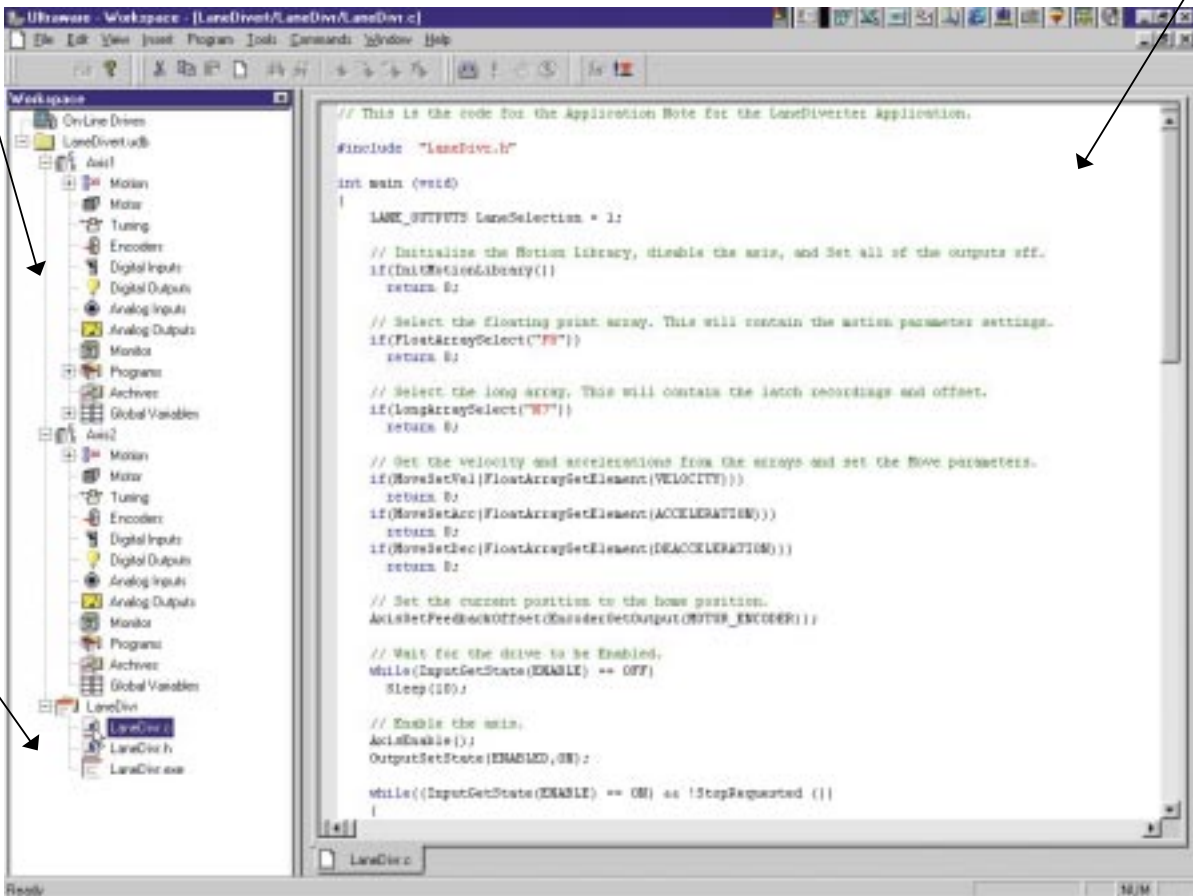 Ultraware - Workspace - [LaneDivert/LaneDivr/LaneDivr.c]
File Edit View Insert Program Tools Commands Window Help
Workspace
On-Line Drives
LaneDivert.udb
Axis1
Motion
Motor
Tuning
Encoders
Digital Inputs
Digital Outputs
Analog Inputs
Analog Outputs
Monitor
Programs
Archives
Global Variables
Axis2
Motion
Motor
Tuning
Encoders
Digital Inputs
Digital Outputs
Analog Inputs
Analog Outputs
Monitor
Programs
Archives
Global Variables
LaneDivr
LaneDivr.c
LaneDivr.h
LaneDivr.exe
// This is the code for the Application Note for the LaneDiverter Application.
#include "LaneDivr.h"
int main (void)
{
LANE_OUTPUTS LaneSelection = 1;
// Initialize the Motion Library, disable the axis, and Set all of the outputs off.
if(InitMotionLibrary())
return 0;
// Select the floating point array. This will contain the motion parameter settings.
if(FloatArraySelect("F8"))
return 0;
// Select the long array. This will contain the latch recordings and offset.
if(LongArraySelect("N7"))
return 0;
// Get the velocity and accelerations from the arrays and set the Move parameters.
if(MoveSetVel(FloatArrayGetElement(VELOCITY)))
return 0;
if(MoveSetAcc(FloatArrayGetElement(ACCELERATION)))
return 0;
if(MoveSetDec(FloatArrayGetElement(DEACCELERATION)))
return 0;
// Set the current position to the home position.
AxisSetFeedbackOffset(EncoderGetOutput(MOTOR_ENCODER));
// Wait for the drive to be Enabled.
while(InputGetState(ENABLE) == OFF)
Sleep(10);
// Enable the axis.
AxisEnable();
OutputSetState(ENABLED,ON);
while((InputGetState(ENABLE) == ON) && !StopRequested ())
{
LaneDivr.c
Ready
NUM